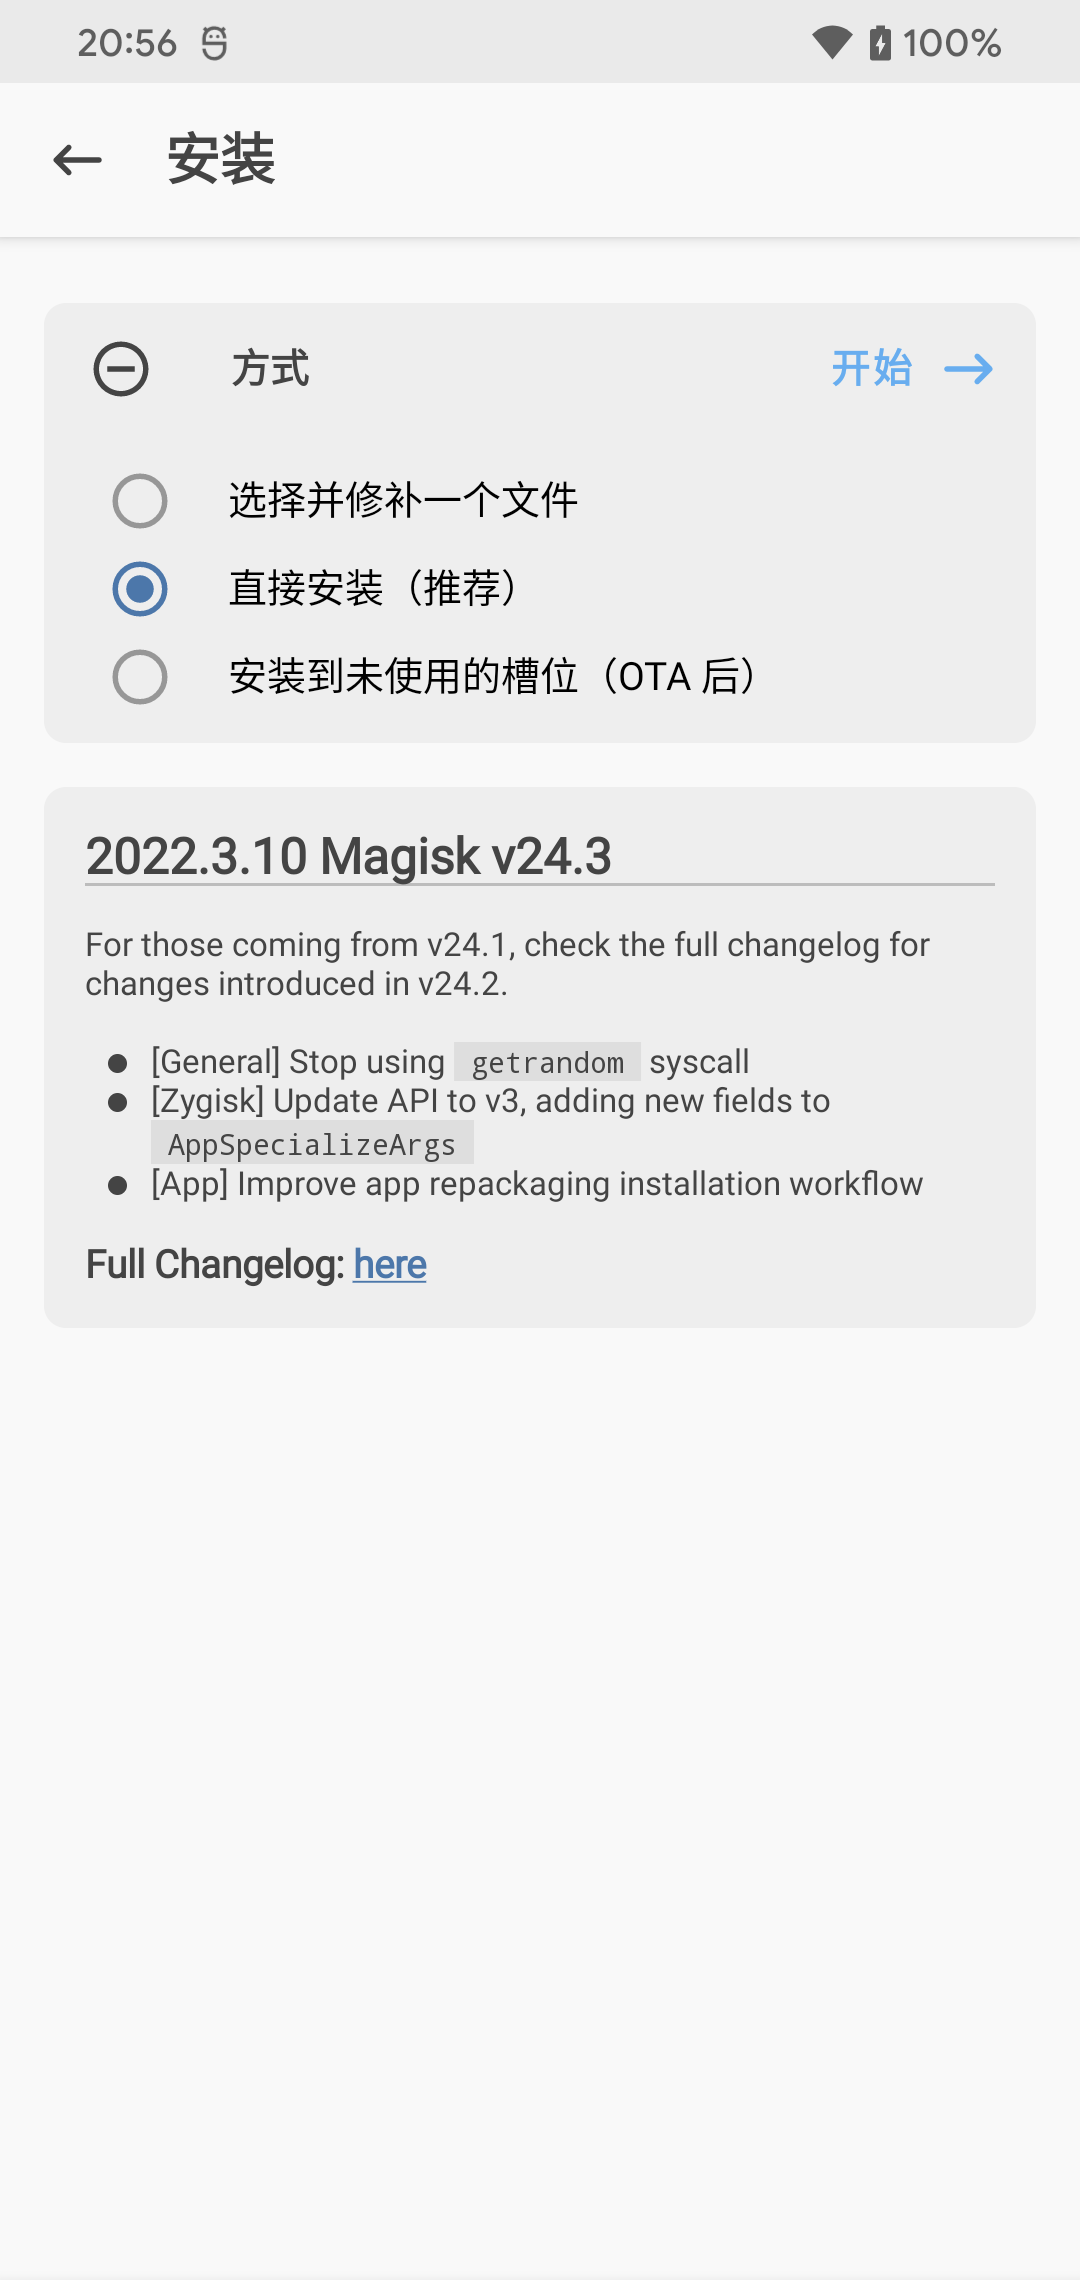 20:56
100%
安装
方式
开始
选择并修补一个文件
直接安装（推荐）
安装到未使用的槽位（OTA 后）
2022.3.10 Magisk v24.3
For those coming from v24.1, check the full changelog for
changes introduced in v24.2.
[General] Stop using getrandom syscall
[Zygisk] Update API to v3, adding new fields to
AppSpecializeArgs
[App] Improve app repackaging installation workflow
Full Changelog: here